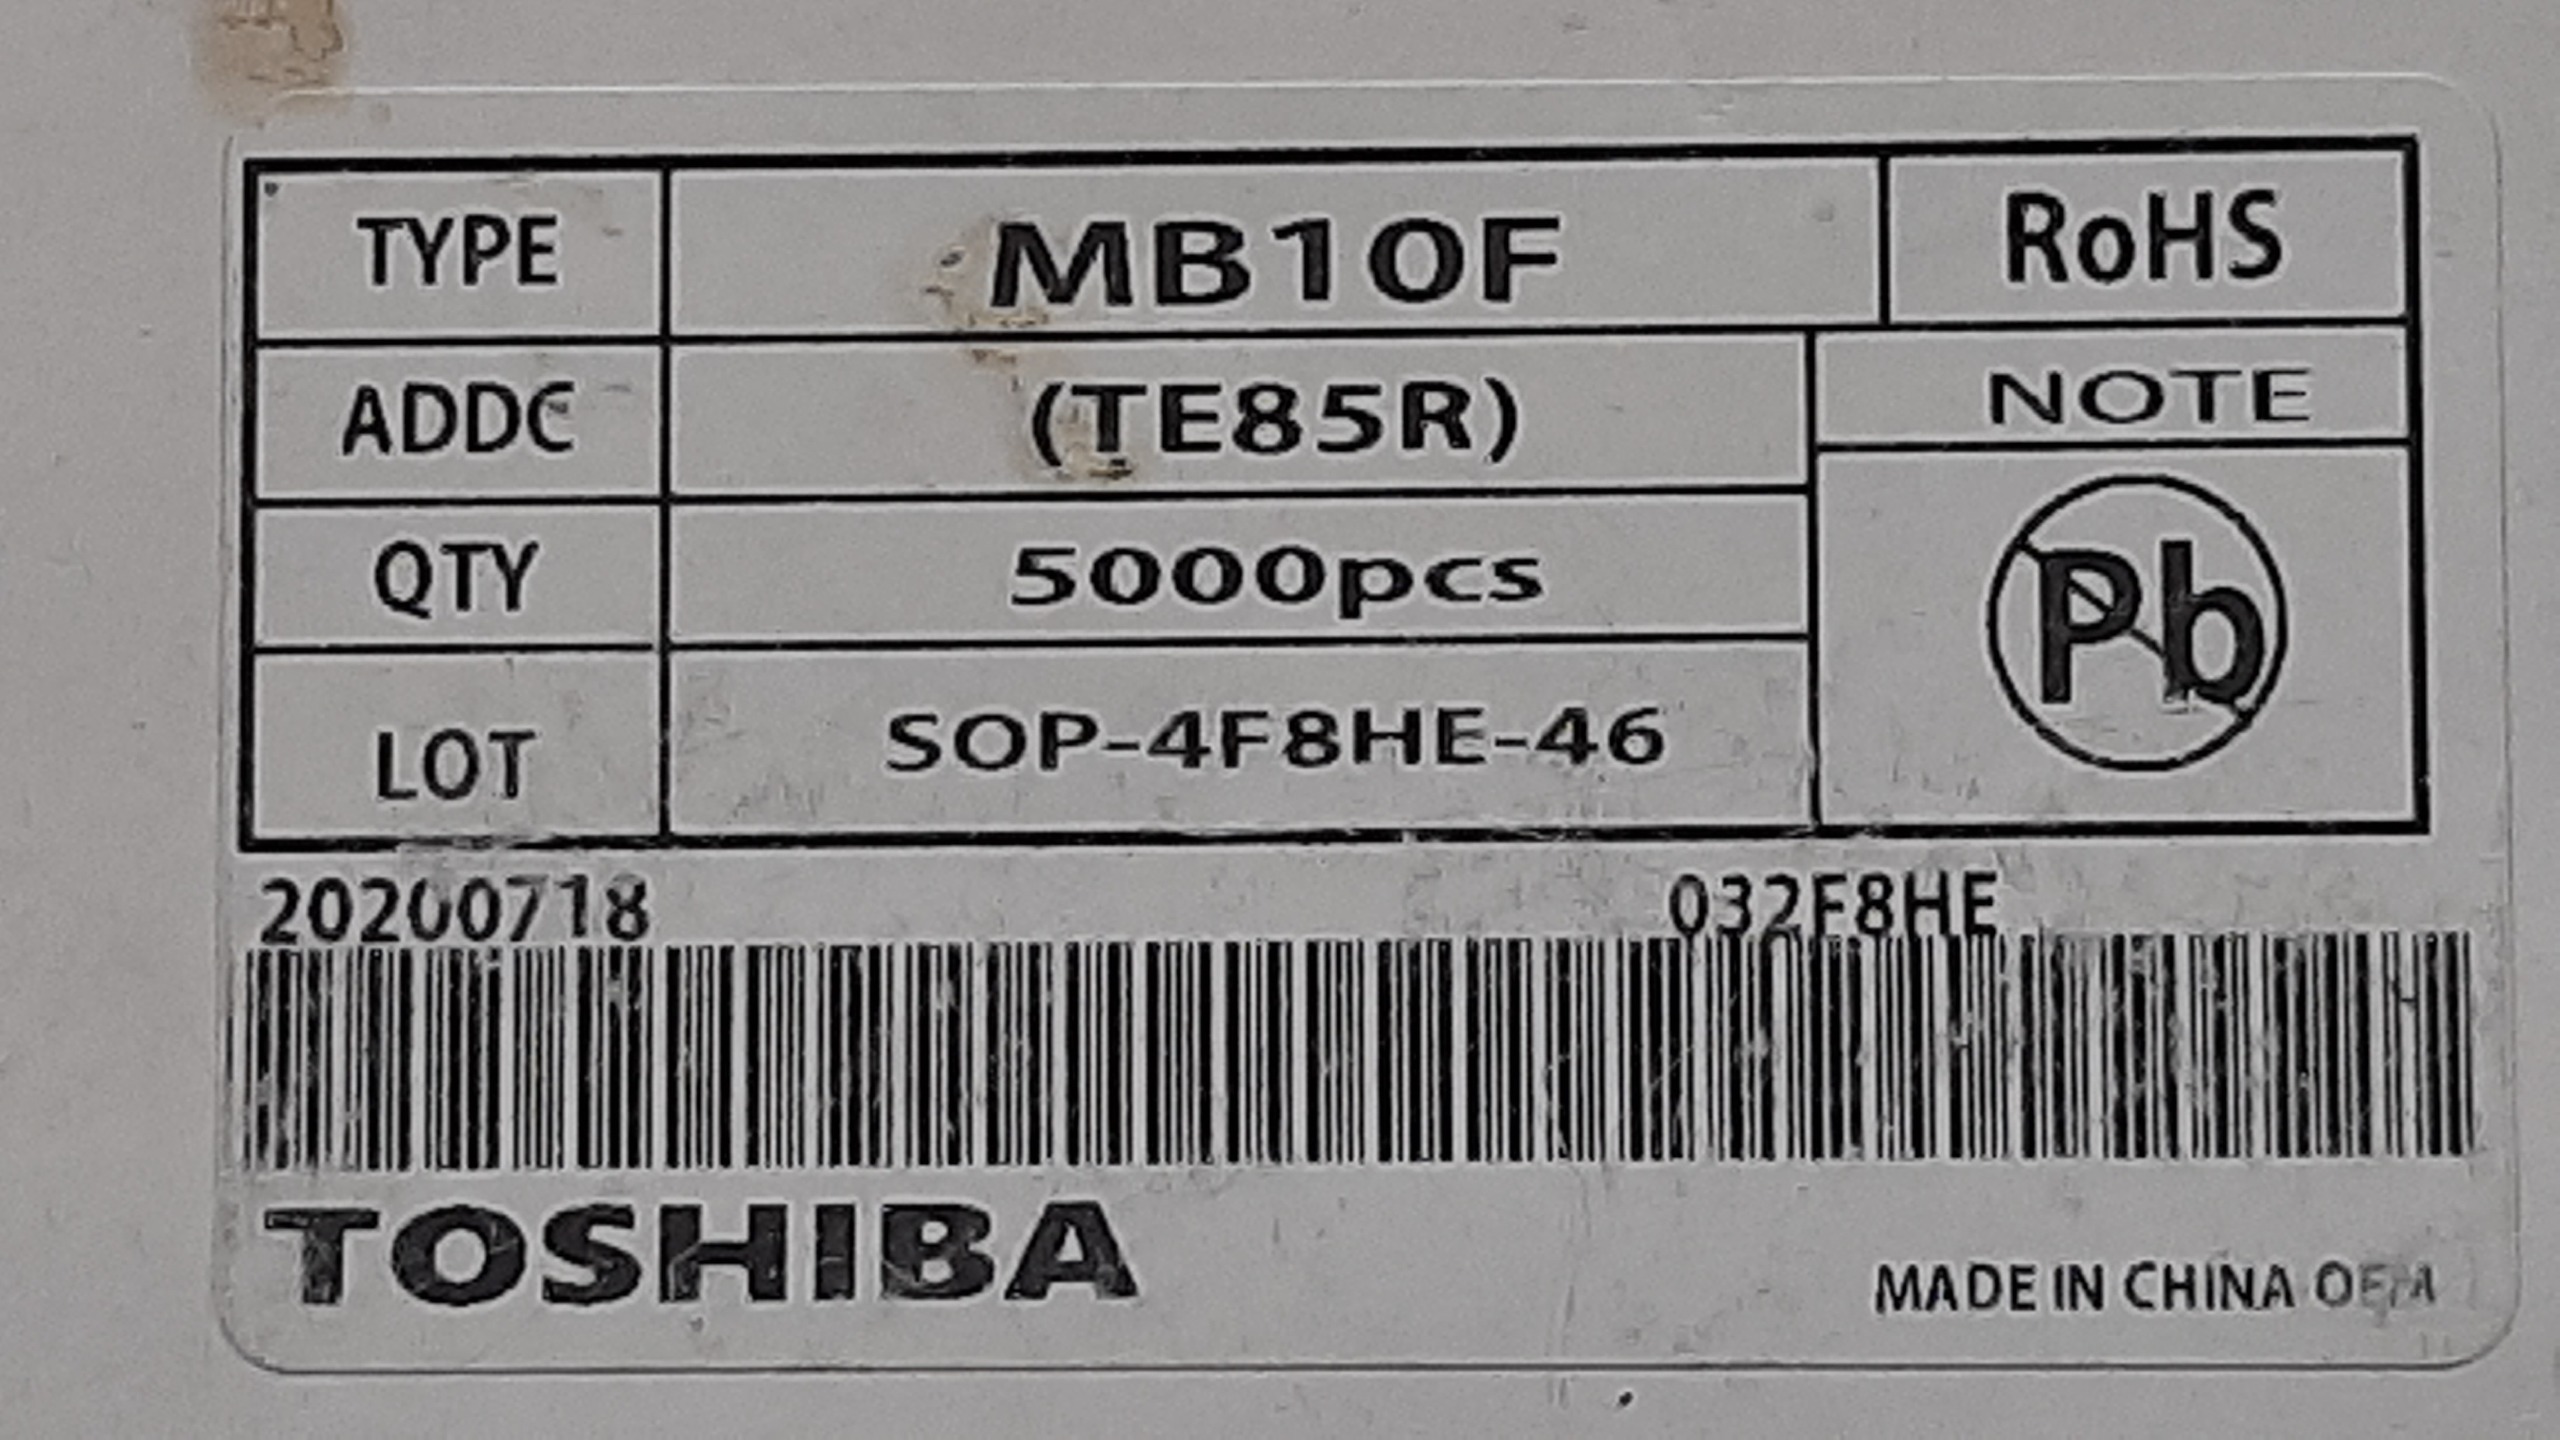 TYPE MB10F RoHS
ADDC (TE85R) NOTE
QTY 5000pcs Pb
LOT SOP-4F8HE-46
20200718 032F8HE
TOSHIBA
MADE IN CHINA OEM